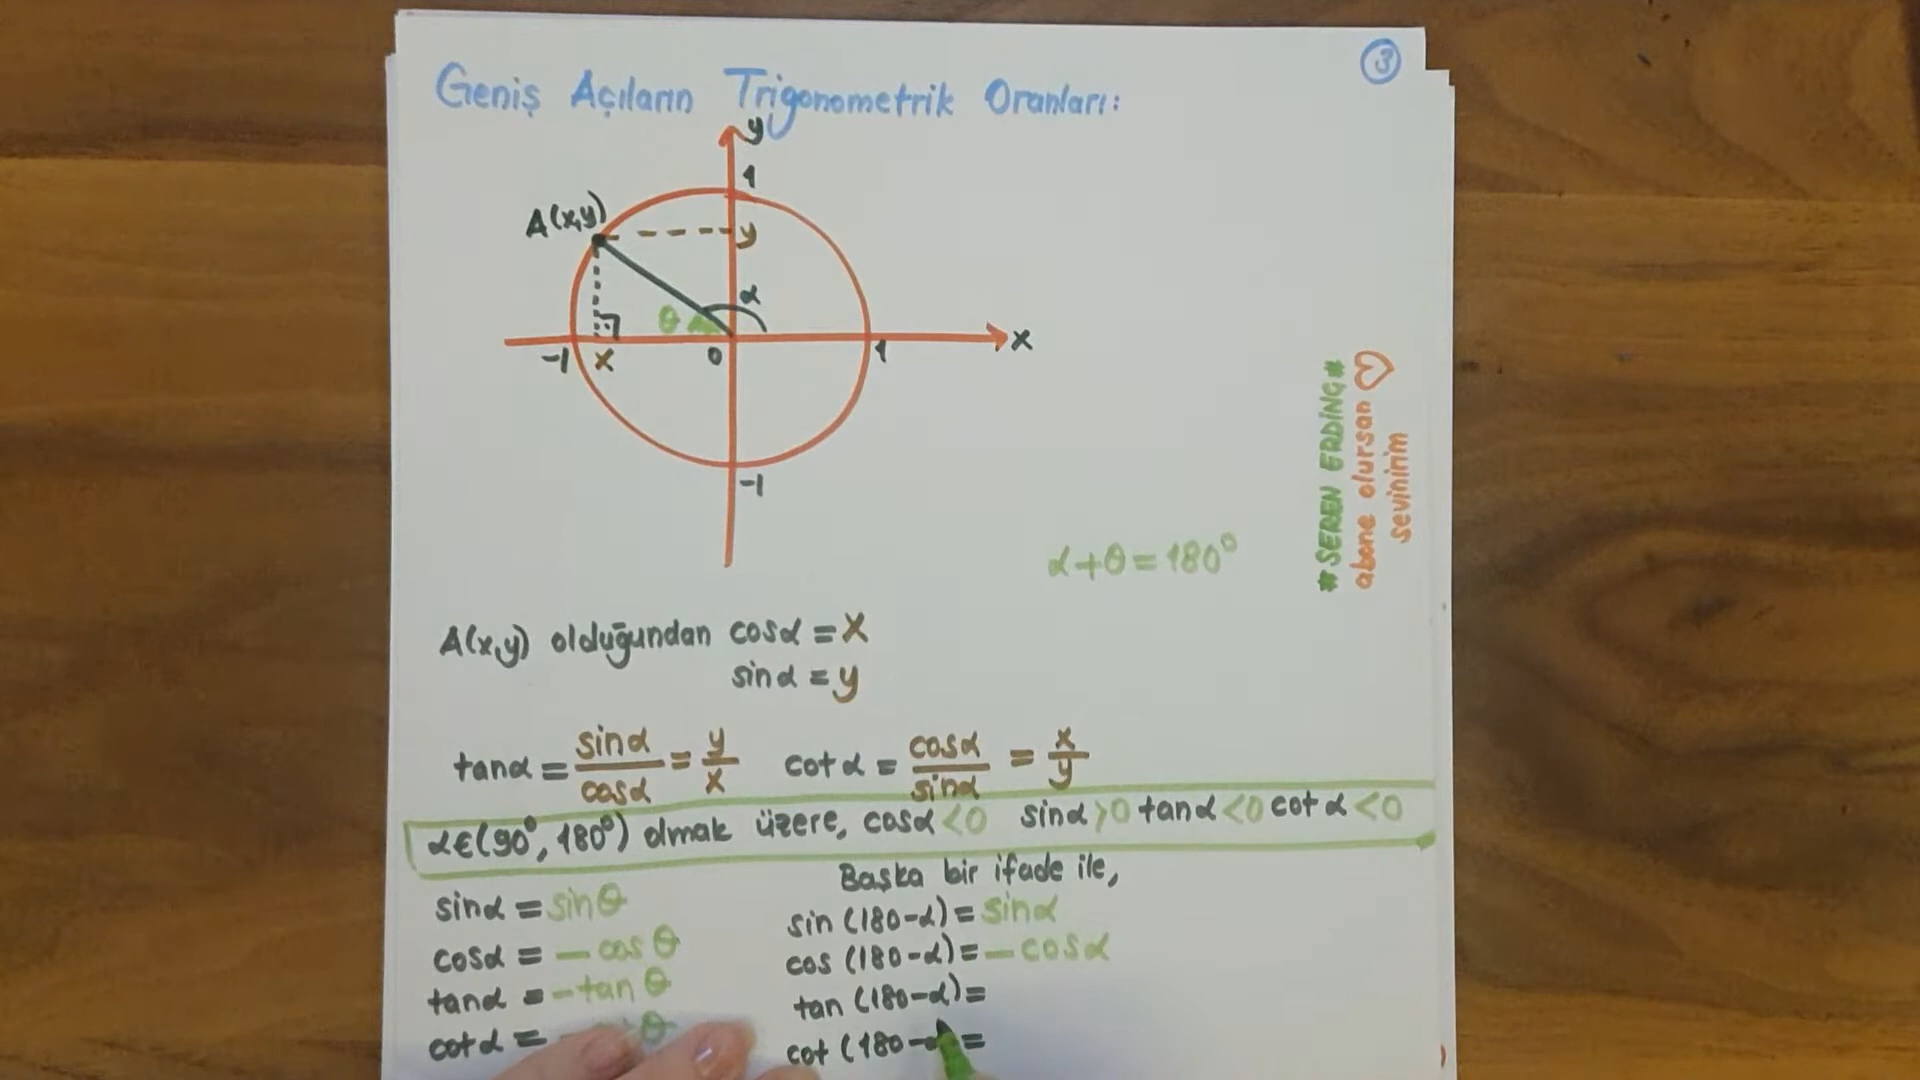 Geniş Açıların Trigonometrik Oranları:
3
y
1
A(x,y)
y
α
θ
-1 x 0 1 x
-1
#SEREN ERDİNÇ#
abone olursan ♡
sevinirim
α+θ=180°
A(x,y) olduğundan cosα = x
sinα = y
tanα = sinα/cosα = y/x cotα = cosα/sinα = x/y
αϵ(90°, 180°) olmak üzere, cosα<0 sinα>0 tanα<0 cotα<0
Başka bir ifade ile,
sinα = sinθ
cosα = -cosθ
tanα = -tanθ
cotα =
sin (180-α) = sinα
cos (180-α) = -cosα
tan (180-α) =
cot (180-α) =